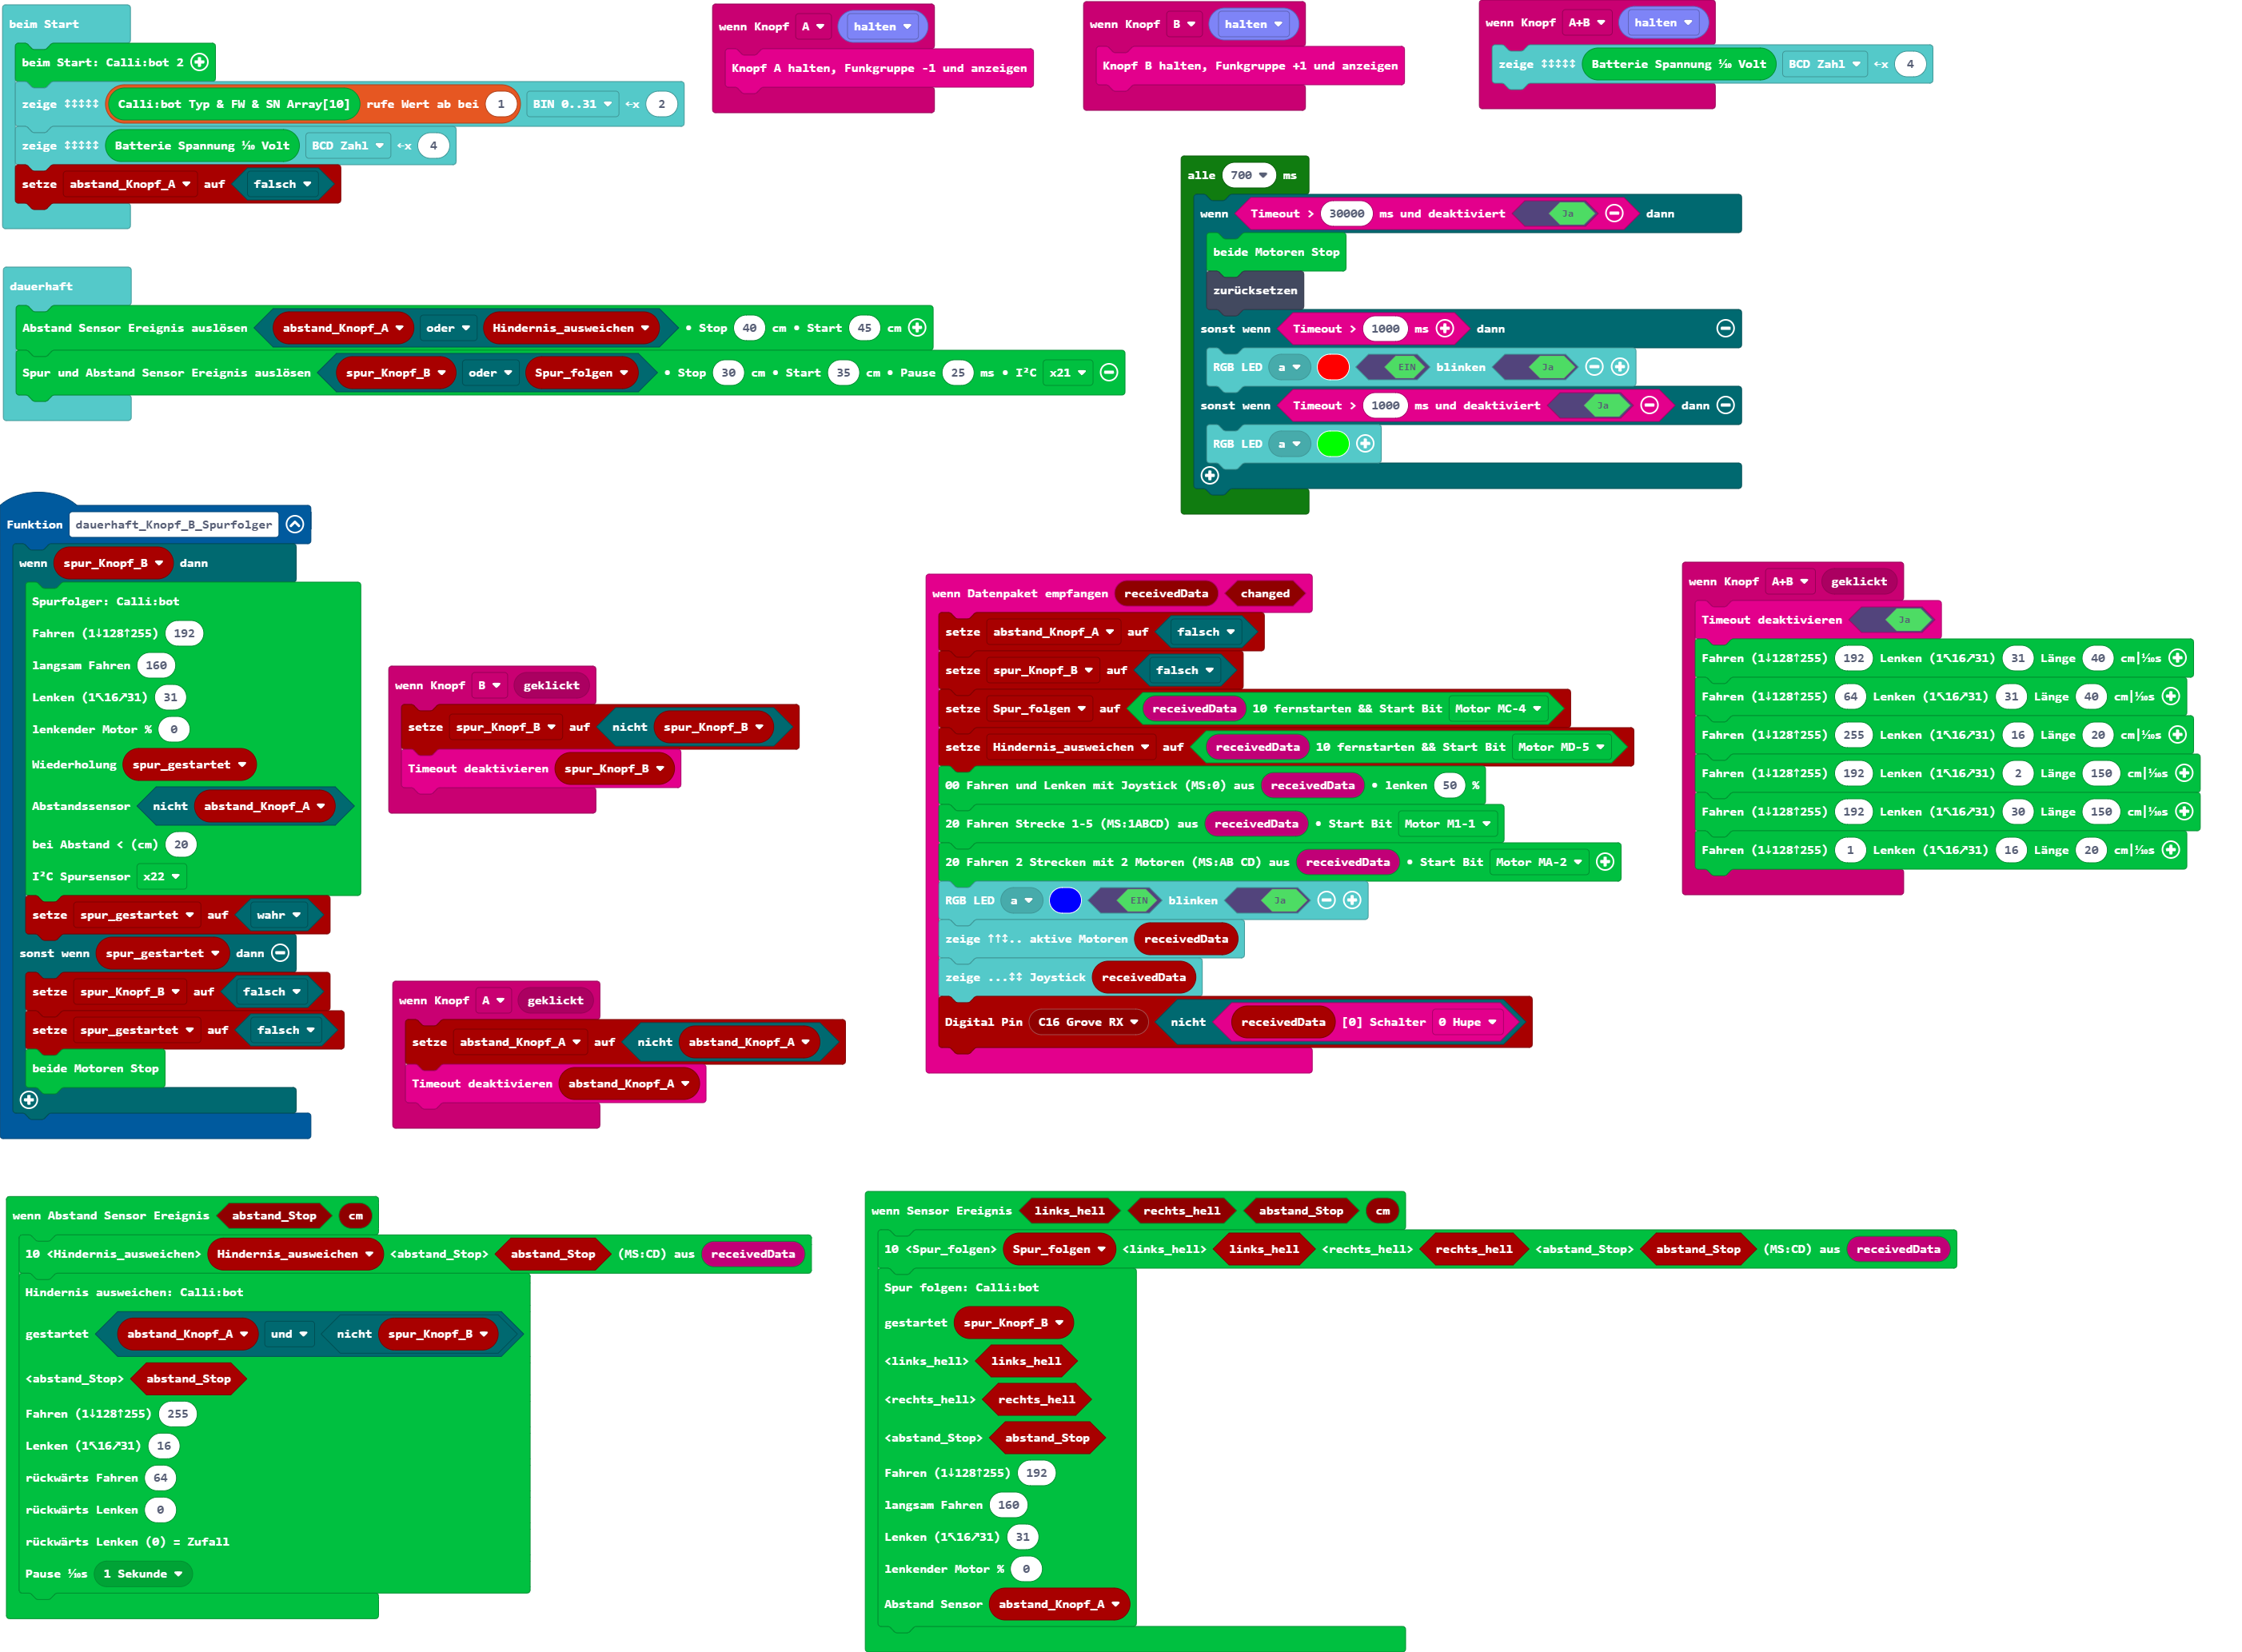 beim Start
beim Start: Calli:bot 2
zeige ↕↕↕↕↕ Calli:bot Typ & FW & SN Array[10] rufe Wert ab bei 1 BIN 0..31 ←x 2
zeige ↕↕↕↕↕ Batterie Spannung ⅒ Volt BCD Zahl ←x 4
setze abstand_Knopf_A auf falsch
wenn Knopf A halten
Knopf A halten, Funkgruppe -1 und anzeigen
wenn Knopf B halten
Knopf B halten, Funkgruppe +1 und anzeigen
wenn Knopf A+B halten
zeige ↕↕↕↕↕ Batterie Spannung ⅒ Volt BCD Zahl ←x 4
alle 700 ms
wenn Timeout > 30000 ms und deaktiviert Ja dann
beide Motoren Stop
zurücksetzen
sonst wenn Timeout > 1000 ms dann
RGB LED a EIN blinken Ja
sonst wenn Timeout > 1000 ms und deaktiviert Ja dann
RGB LED a
dauerhaft
Abstand Sensor Ereignis auslösen abstand_Knopf_A oder Hindernis_ausweichen • Stop 40 cm • Start 45 cm
Spur und Abstand Sensor Ereignis auslösen spur_Knopf_B oder Spur_folgen • Stop 30 cm • Start 35 cm • Pause 25 ms • I²C x21
Funktion dauerhaft_Knopf_B_Spurfolger
wenn spur_Knopf_B dann
Spurfolger: Calli:bot
Fahren (1↓128↑255) 192
langsam Fahren 160
Lenken (1↖16↗31) 31
lenkender Motor % 0
Wiederholung spur_gestartet
Abstandssensor nicht abstand_Knopf_A
bei Abstand < (cm) 20
I²C Spursensor x22
setze spur_gestartet auf wahr
sonst wenn spur_gestartet dann
setze spur_Knopf_B auf falsch
setze spur_gestartet auf falsch
beide Motoren Stop
wenn Knopf B geklickt
setze spur_Knopf_B auf nicht spur_Knopf_B
Timeout deaktivieren spur_Knopf_B
wenn Knopf A geklickt
setze abstand_Knopf_A auf nicht abstand_Knopf_A
Timeout deaktivieren abstand_Knopf_A
wenn Datenpaket empfangen receivedData changed
setze abstand_Knopf_A auf falsch
setze spur_Knopf_B auf falsch
setze Spur_folgen auf receivedData 10 fernstarten && Start Bit Motor MC-4
setze Hindernis_ausweichen auf receivedData 10 fernstarten && Start Bit Motor MD-5
00 Fahren und Lenken mit Joystick (MS:0) aus receivedData • lenken 50 %
20 Fahren Strecke 1-5 (MS:1ABCD) aus receivedData • Start Bit Motor M1-1
20 Fahren 2 Strecken mit 2 Motoren (MS:AB CD) aus receivedData • Start Bit Motor MA-2
RGB LED a EIN blinken Ja
zeige ↑↑↕.. aktive Motoren receivedData
zeige ...↕↕ Joystick receivedData
Digital Pin C16 Grove RX nicht receivedData [0] Schalter 0 Hupe
wenn Knopf A+B geklickt
Timeout deaktivieren Ja
Fahren (1↓128↑255) 192 Lenken (1↖16↗31) 31 Länge 40 cm|⅒s
Fahren (1↓128↑255) 64 Lenken (1↖16↗31) 31 Länge 40 cm|⅒s
Fahren (1↓128↑255) 255 Lenken (1↖16↗31) 16 Länge 20 cm|⅒s
Fahren (1↓128↑255) 192 Lenken (1↖16↗31) 2 Länge 150 cm|⅒s
Fahren (1↓128↑255) 192 Lenken (1↖16↗31) 30 Länge 150 cm|⅒s
Fahren (1↓128↑255) 1 Lenken (1↖16↗31) 16 Länge 20 cm|⅒s
wenn Abstand Sensor Ereignis abstand_Stop cm
10 <Hindernis_ausweichen> Hindernis_ausweichen <abstand_Stop> abstand_Stop (MS:CD) aus receivedData
Hindernis ausweichen: Calli:bot
gestartet abstand_Knopf_A und nicht spur_Knopf_B
<abstand_Stop> abstand_Stop
Fahren (1↓128↑255) 255
Lenken (1↖16↗31) 16
rückwärts Fahren 64
rückwärts Lenken 0
rückwärts Lenken (0) = Zufall
Pause ⅒s 1 Sekunde
wenn Sensor Ereignis links_hell rechts_hell abstand_Stop cm
10 <Spur_folgen> Spur_folgen <links_hell> links_hell <rechts_hell> rechts_hell <abstand_Stop> abstand_Stop (MS:CD) aus receivedData
Spur folgen: Calli:bot
gestartet spur_Knopf_B
<links_hell> links_hell
<rechts_hell> rechts_hell
<abstand_Stop> abstand_Stop
Fahren (1↓128↑255) 192
langsam Fahren 160
Lenken (1↖16↗31) 31
lenkender Motor % 0
Abstand Sensor abstand_Knopf_A